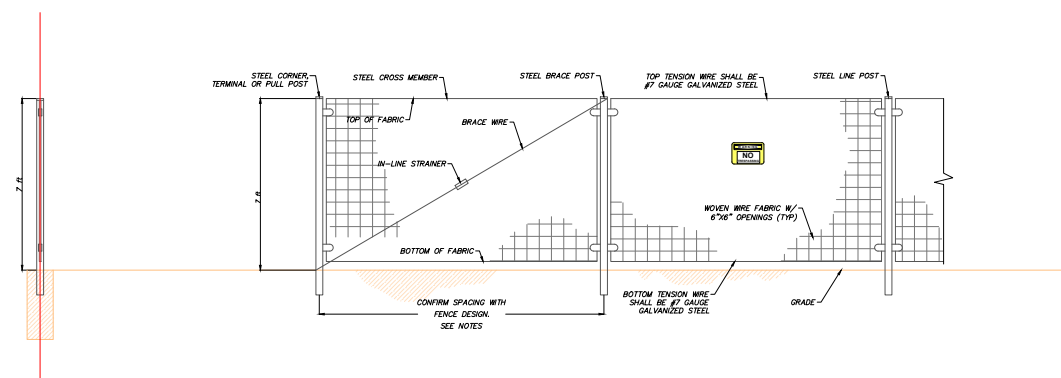 STEEL CORNER,
TERMINAL OR PULL POST
STEEL CROSS MEMBER
STEEL BRACE POST
TOP TENSION WIRE SHALL BE
#7 GAUGE GALVANIZED STEEL
STEEL LINE POST
TOP OF FABRIC
BRACE WIRE
IN-LINE STRAINER
NO
7 ft
7 ft
WOVEN WIRE FABRIC W/
6"X6" OPENINGS (TYP)
BOTTOM OF FABRIC
CONFIRM SPACING WITH
FENCE DESIGN.
SEE NOTES
BOTTOM TENSION WIRE
SHALL BE #7 GAUGE
GALVANIZED STEEL
GRADE